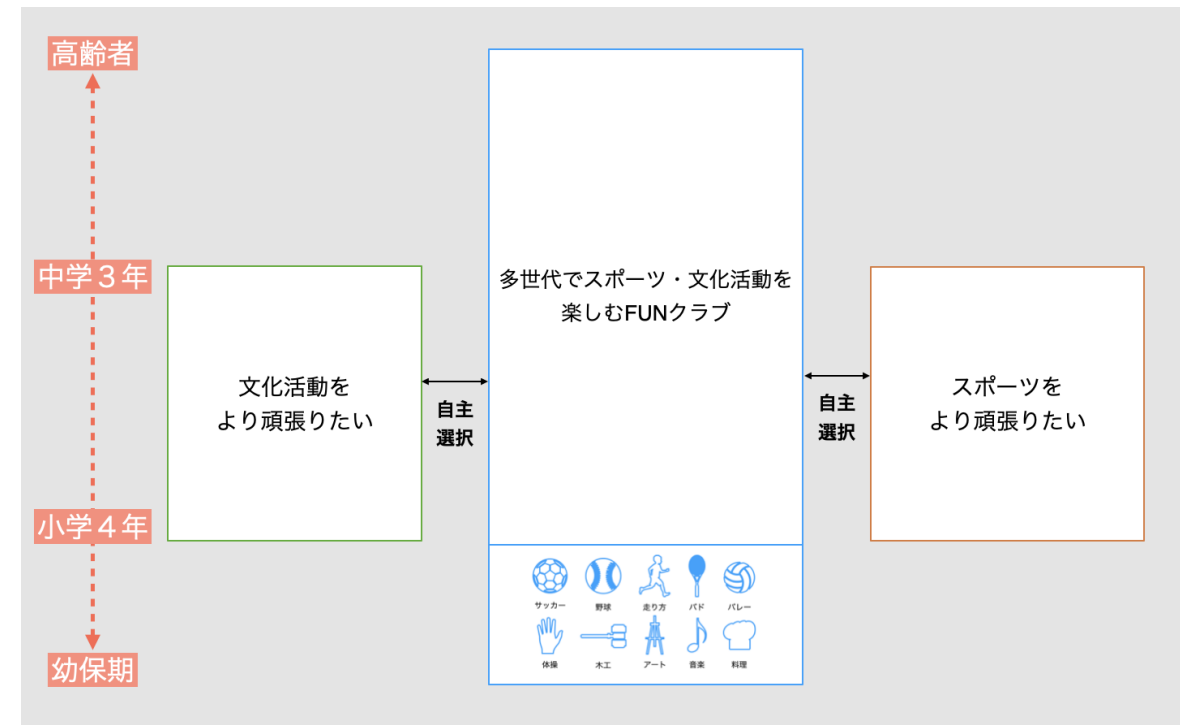 高齢者
中学３年
小学４年
幼保期
文化活動を
より頑張りたい
自主
選択
多世代でスポーツ・文化活動を
楽しむFUNクラブ
自主
選択
スポーツを
より頑張りたい
サッカー 野球 走り方 バド バレー
体操 木工 アート 音楽 料理